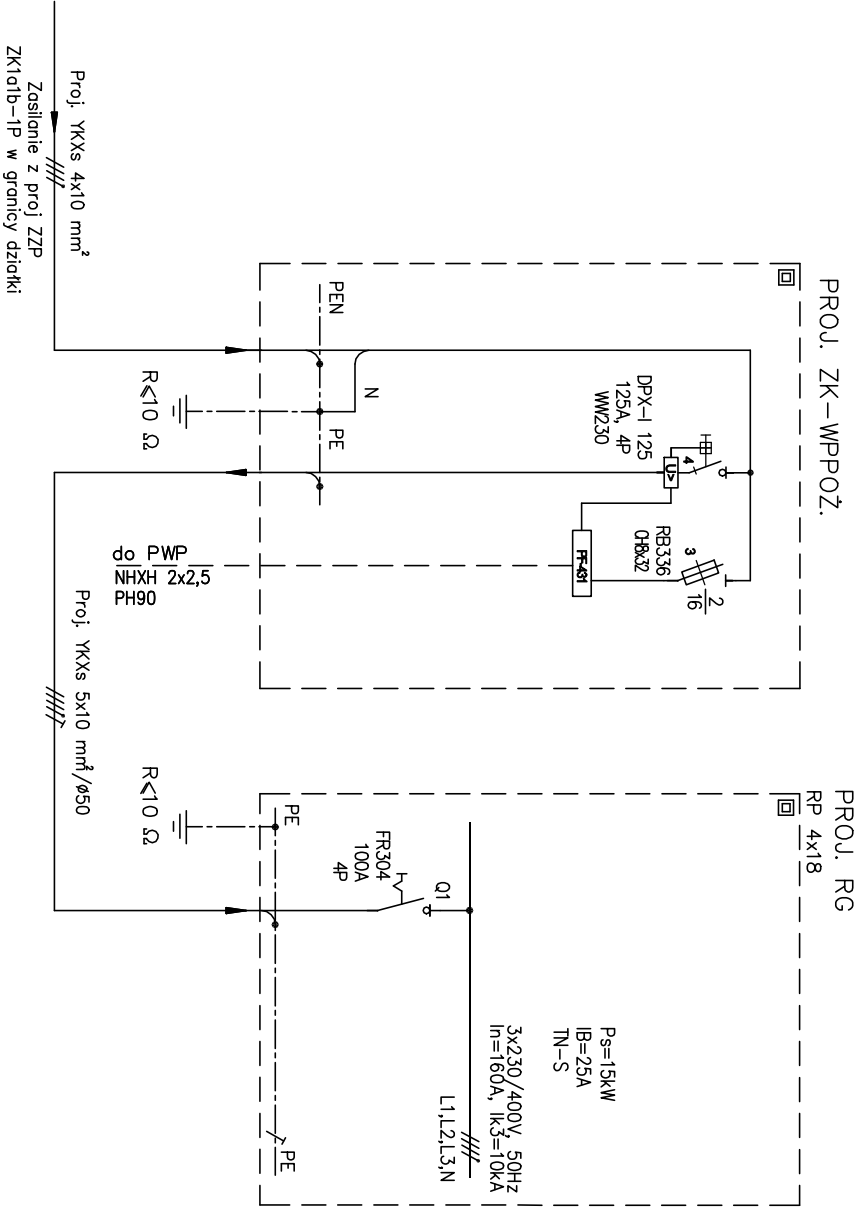 PROJ. ZK-WPPOŻ.
PEN
N
PE
R⩽10 Ω
DPX-I 125
125A, 4P
WW230
4
U>
RB336
CH8x32
3
2
16
PF-431
do PWP
NHXH 2x2,5
PH90
Proj. YKXs 4x10 mm²
Zasilanie z proj ZZP
ZK1a1b-1P w granicy działki
Proj. YKXs 5x10 mm²/ø50
PROJ. RG
RP 4x18
PE
R⩽10 Ω
FR304
100A
4P
Q1
Ps=15kW
IB=25A
TN-S
3x230/400V, 50Hz
In=160A, Ik3=10kA
L1,L2,L3,N
PE